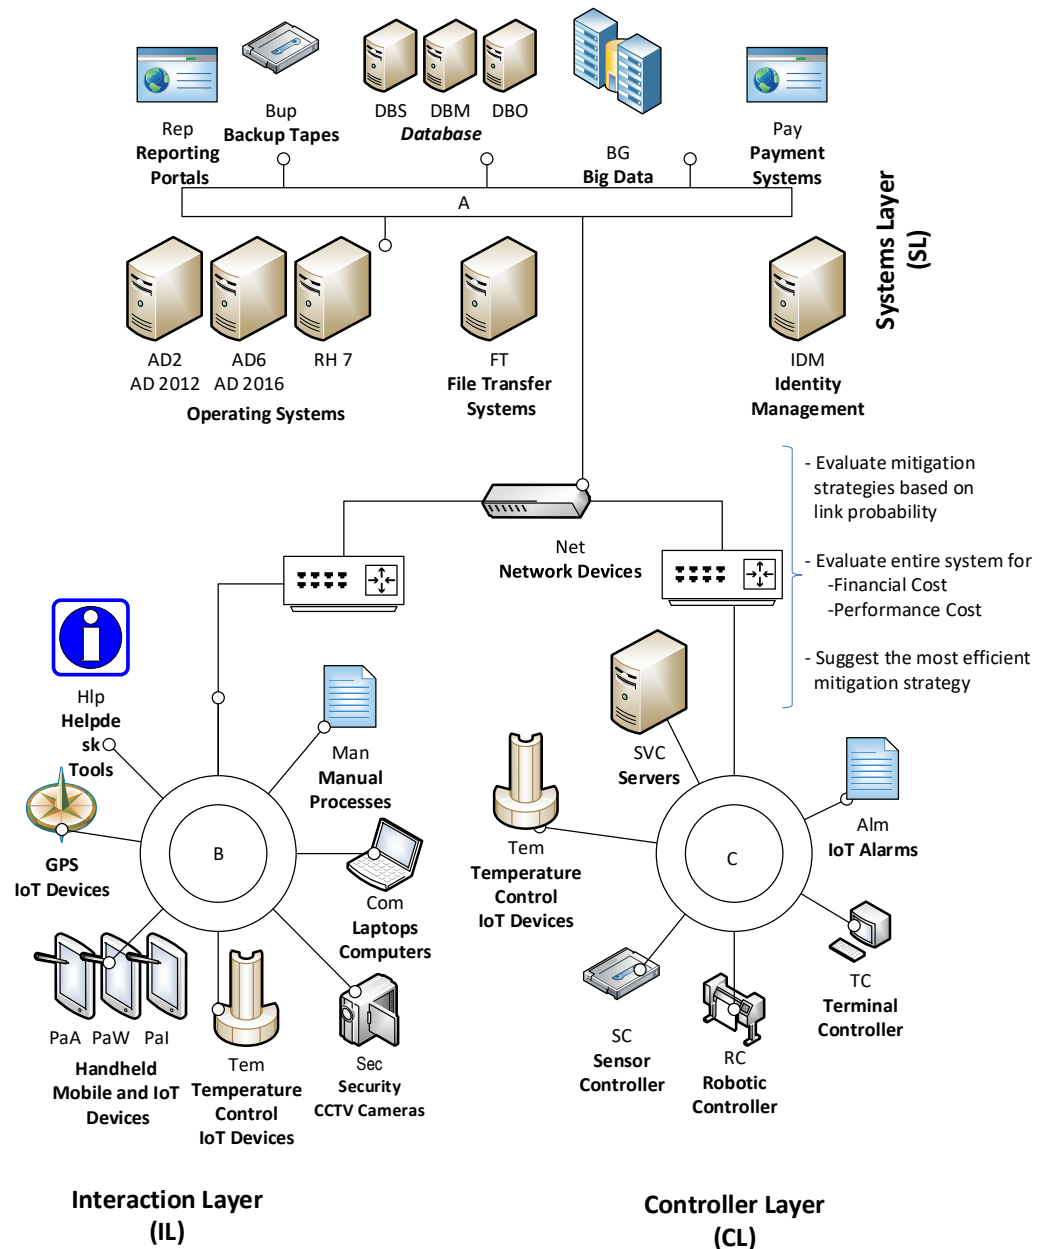 Rep
Reporting
Portals
Bup
Backup Tapes
DBS DBM DBO
Database
BG
Big Data
Pay
Payment
Systems
A
Systems Layer
(SL)
AD2
AD 2012
AD6
AD 2016
RH 7
Operating Systems
FT
File Transfer
Systems
IDM
Identity
Management
- Evaluate mitigation
strategies based on
link probability
- Evaluate entire system for
-Financial Cost
-Performance Cost
- Suggest the most efficient
mitigation strategy
Net
Network Devices
Hlp
Helpde
sk
Tools
Man
Manual
Processes
GPS
IoT Devices
B
Com
Laptops
Computers
PaA PaW PaI
Handheld
Mobile and IoT
Devices
Tem
Temperature
Control
IoT Devices
Sec
Security
CCTV Cameras
Interaction Layer
(IL)
SVC
Servers
Tem
Temperature
Control
IoT Devices
C
Alm
IoT Alarms
SC
Sensor
Controller
RC
Robotic
Controller
TC
Terminal
Controller
Controller Layer
(CL)